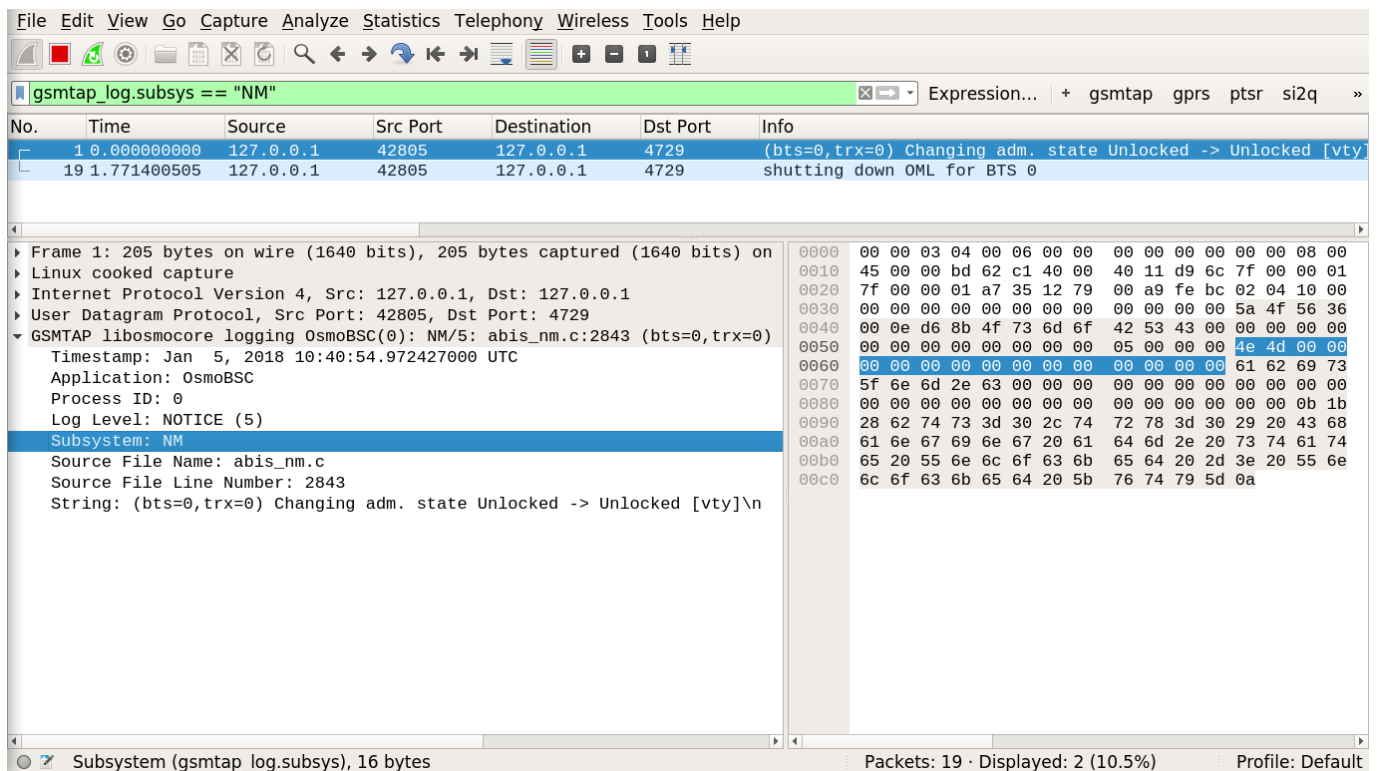 File Edit View Go Capture Analyze Statistics Telephony Wireless Tools Help
gsmtap_log.subsys == "NM" Expression... + gsmtap gprs ptsr si2q »
No. Time Source Src Port Destination Dst Port Info
1 0.000000000 127.0.0.1 42805 127.0.0.1 4729 (bts=0,trx=0) Changing adm. state Unlocked -> Unlocked [vty]
19 1.771400505 127.0.0.1 42805 127.0.0.1 4729 shutting down OML for BTS 0
Frame 1: 205 bytes on wire (1640 bits), 205 bytes captured (1640 bits) on
Linux cooked capture
Internet Protocol Version 4, Src: 127.0.0.1, Dst: 127.0.0.1
User Datagram Protocol, Src Port: 42805, Dst Port: 4729
GSMTAP libosmocore logging OsmoBSC(0): NM/5: abis_nm.c:2843 (bts=0,trx=0)
Timestamp: Jan  5, 2018 10:40:54.972427000 UTC
Application: OsmoBSC
Process ID: 0
Log Level: NOTICE (5)
Subsystem: NM
Source File Name: abis_nm.c
Source File Line Number: 2843
String: (bts=0,trx=0) Changing adm. state Unlocked -> Unlocked [vty]\n
0000 00 00 03 04 00 06 00 00 00 00 00 00 00 00 08 00
0010 45 00 00 bd 62 c1 40 00 40 11 d9 6c 7f 00 00 01
0020 7f 00 00 01 a7 35 12 79 00 a9 fe bc 02 04 10 00
0030 00 00 00 00 00 00 00 00 00 00 00 00 5a 4f 56 36
0040 00 0e d6 8b 4f 73 6d 6f 42 53 43 00 00 00 00 00
0050 00 00 00 00 00 00 00 00 05 00 00 00 4e 4d 00 00
0060 00 00 00 00 00 00 00 00 00 00 00 00 61 62 69 73
0070 5f 6e 6d 2e 63 00 00 00 00 00 00 00 00 00 00 00
0080 00 00 00 00 00 00 00 00 00 00 00 00 00 00 0b 1b
0090 28 62 74 73 3d 30 2c 74 72 78 3d 30 29 20 43 68
00a0 61 6e 67 69 6e 67 20 61 64 6d 2e 20 73 74 61 74
00b0 65 20 55 6e 6c 6f 63 6b 65 64 20 2d 3e 20 55 6e
00c0 6c 6f 63 6b 65 64 20 5b 76 74 79 5d 0a
Subsystem (gsmtap_log.subsys), 16 bytes Packets: 19 · Displayed: 2 (10.5%) Profile: Default